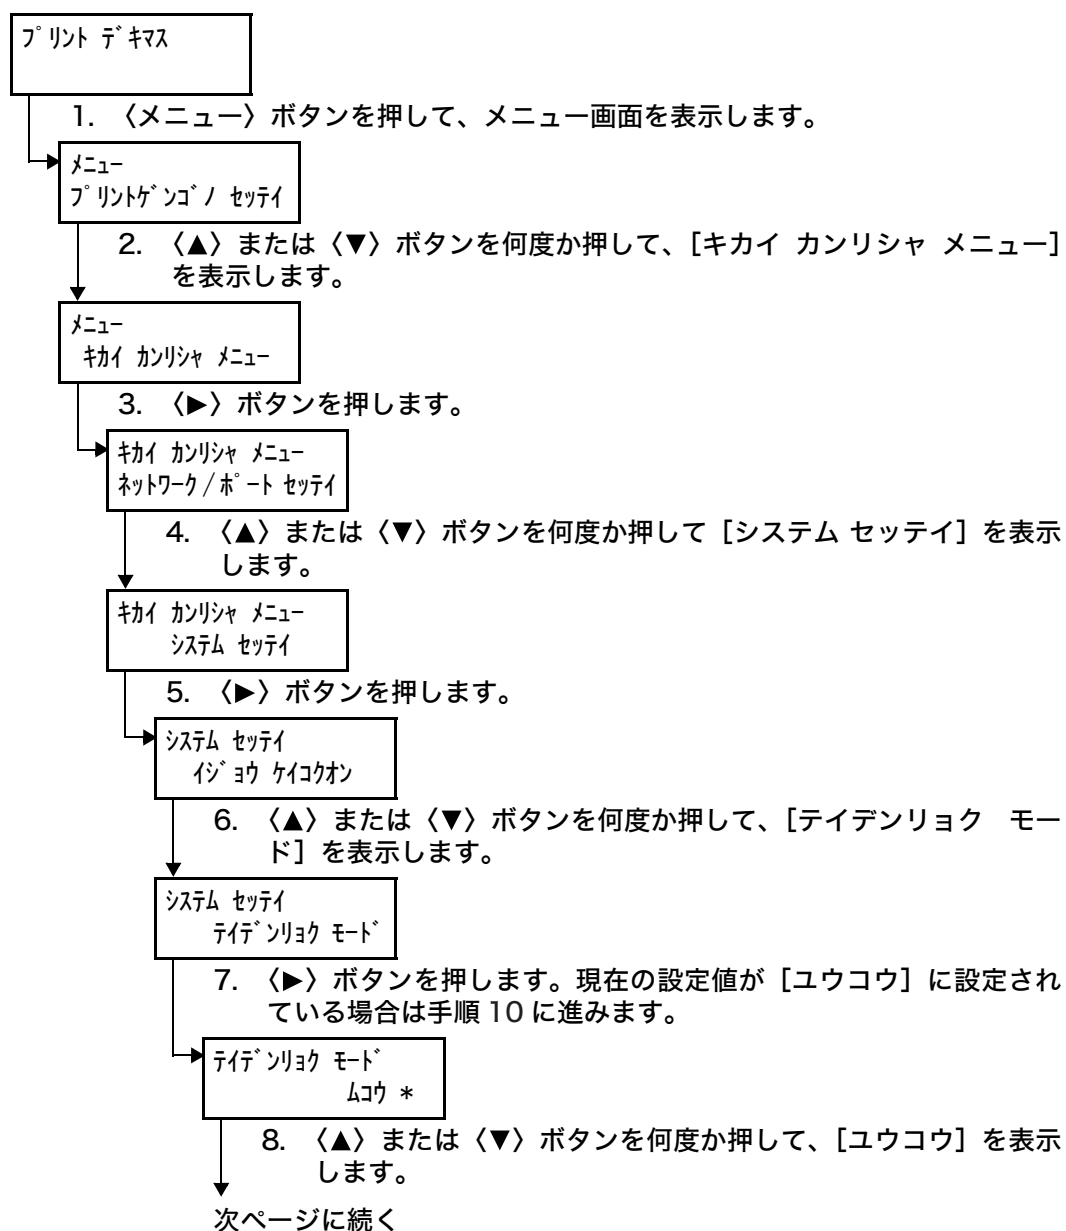 ﾌﾟﾘﾝﾄ ﾃﾞｷﾏｽ
1. 〈メニュー〉ボタンを押して、メニュー画面を表示します。
ﾒﾆｭｰ
ﾌﾟﾘﾝﾄｹﾞﾝｺﾞﾉ ｾｯﾃｲ
2. 〈▲〉または〈▼〉ボタンを何度か押して、［キカイ カンリシャ メニュー］
を表示します。
ﾒﾆｭｰ
ｷｶｲ ｶﾝﾘｼｬ ﾒﾆｭｰ
3. 〈▶〉ボタンを押します。
ｷｶｲ ｶﾝﾘｼｬ ﾒﾆｭｰ
ﾈｯﾄﾜｰｸ/ﾎﾟｰﾄ ｾｯﾃｲ
4. 〈▲〉または〈▼〉ボタンを何度か押して［システム セッテイ］を表示
します。
ｷｶｲ ｶﾝﾘｼｬ ﾒﾆｭｰ
ｼｽﾃﾑ ｾｯﾃｲ
5. 〈▶〉ボタンを押します。
ｼｽﾃﾑ ｾｯﾃｲ
ｲｼﾞｮｳ ｹｲｺｸｵﾝ
6. 〈▲〉または〈▼〉ボタンを何度か押して、［テイデンリョク　モー
ド］を表示します。
ｼｽﾃﾑ ｾｯﾃｲ
ﾃｲﾃﾞﾝﾘｮｸ ﾓｰﾄﾞ
7. 〈▶〉ボタンを押します。現在の設定値が［ユウコウ］に設定され
ている場合は手順 10 に進みます。
ﾃｲﾃﾞﾝﾘｮｸ ﾓｰﾄﾞ
ﾑｺｳ *
8. 〈▲〉または〈▼〉ボタンを何度か押して、［ユウコウ］を表示
します。
次ページに続く